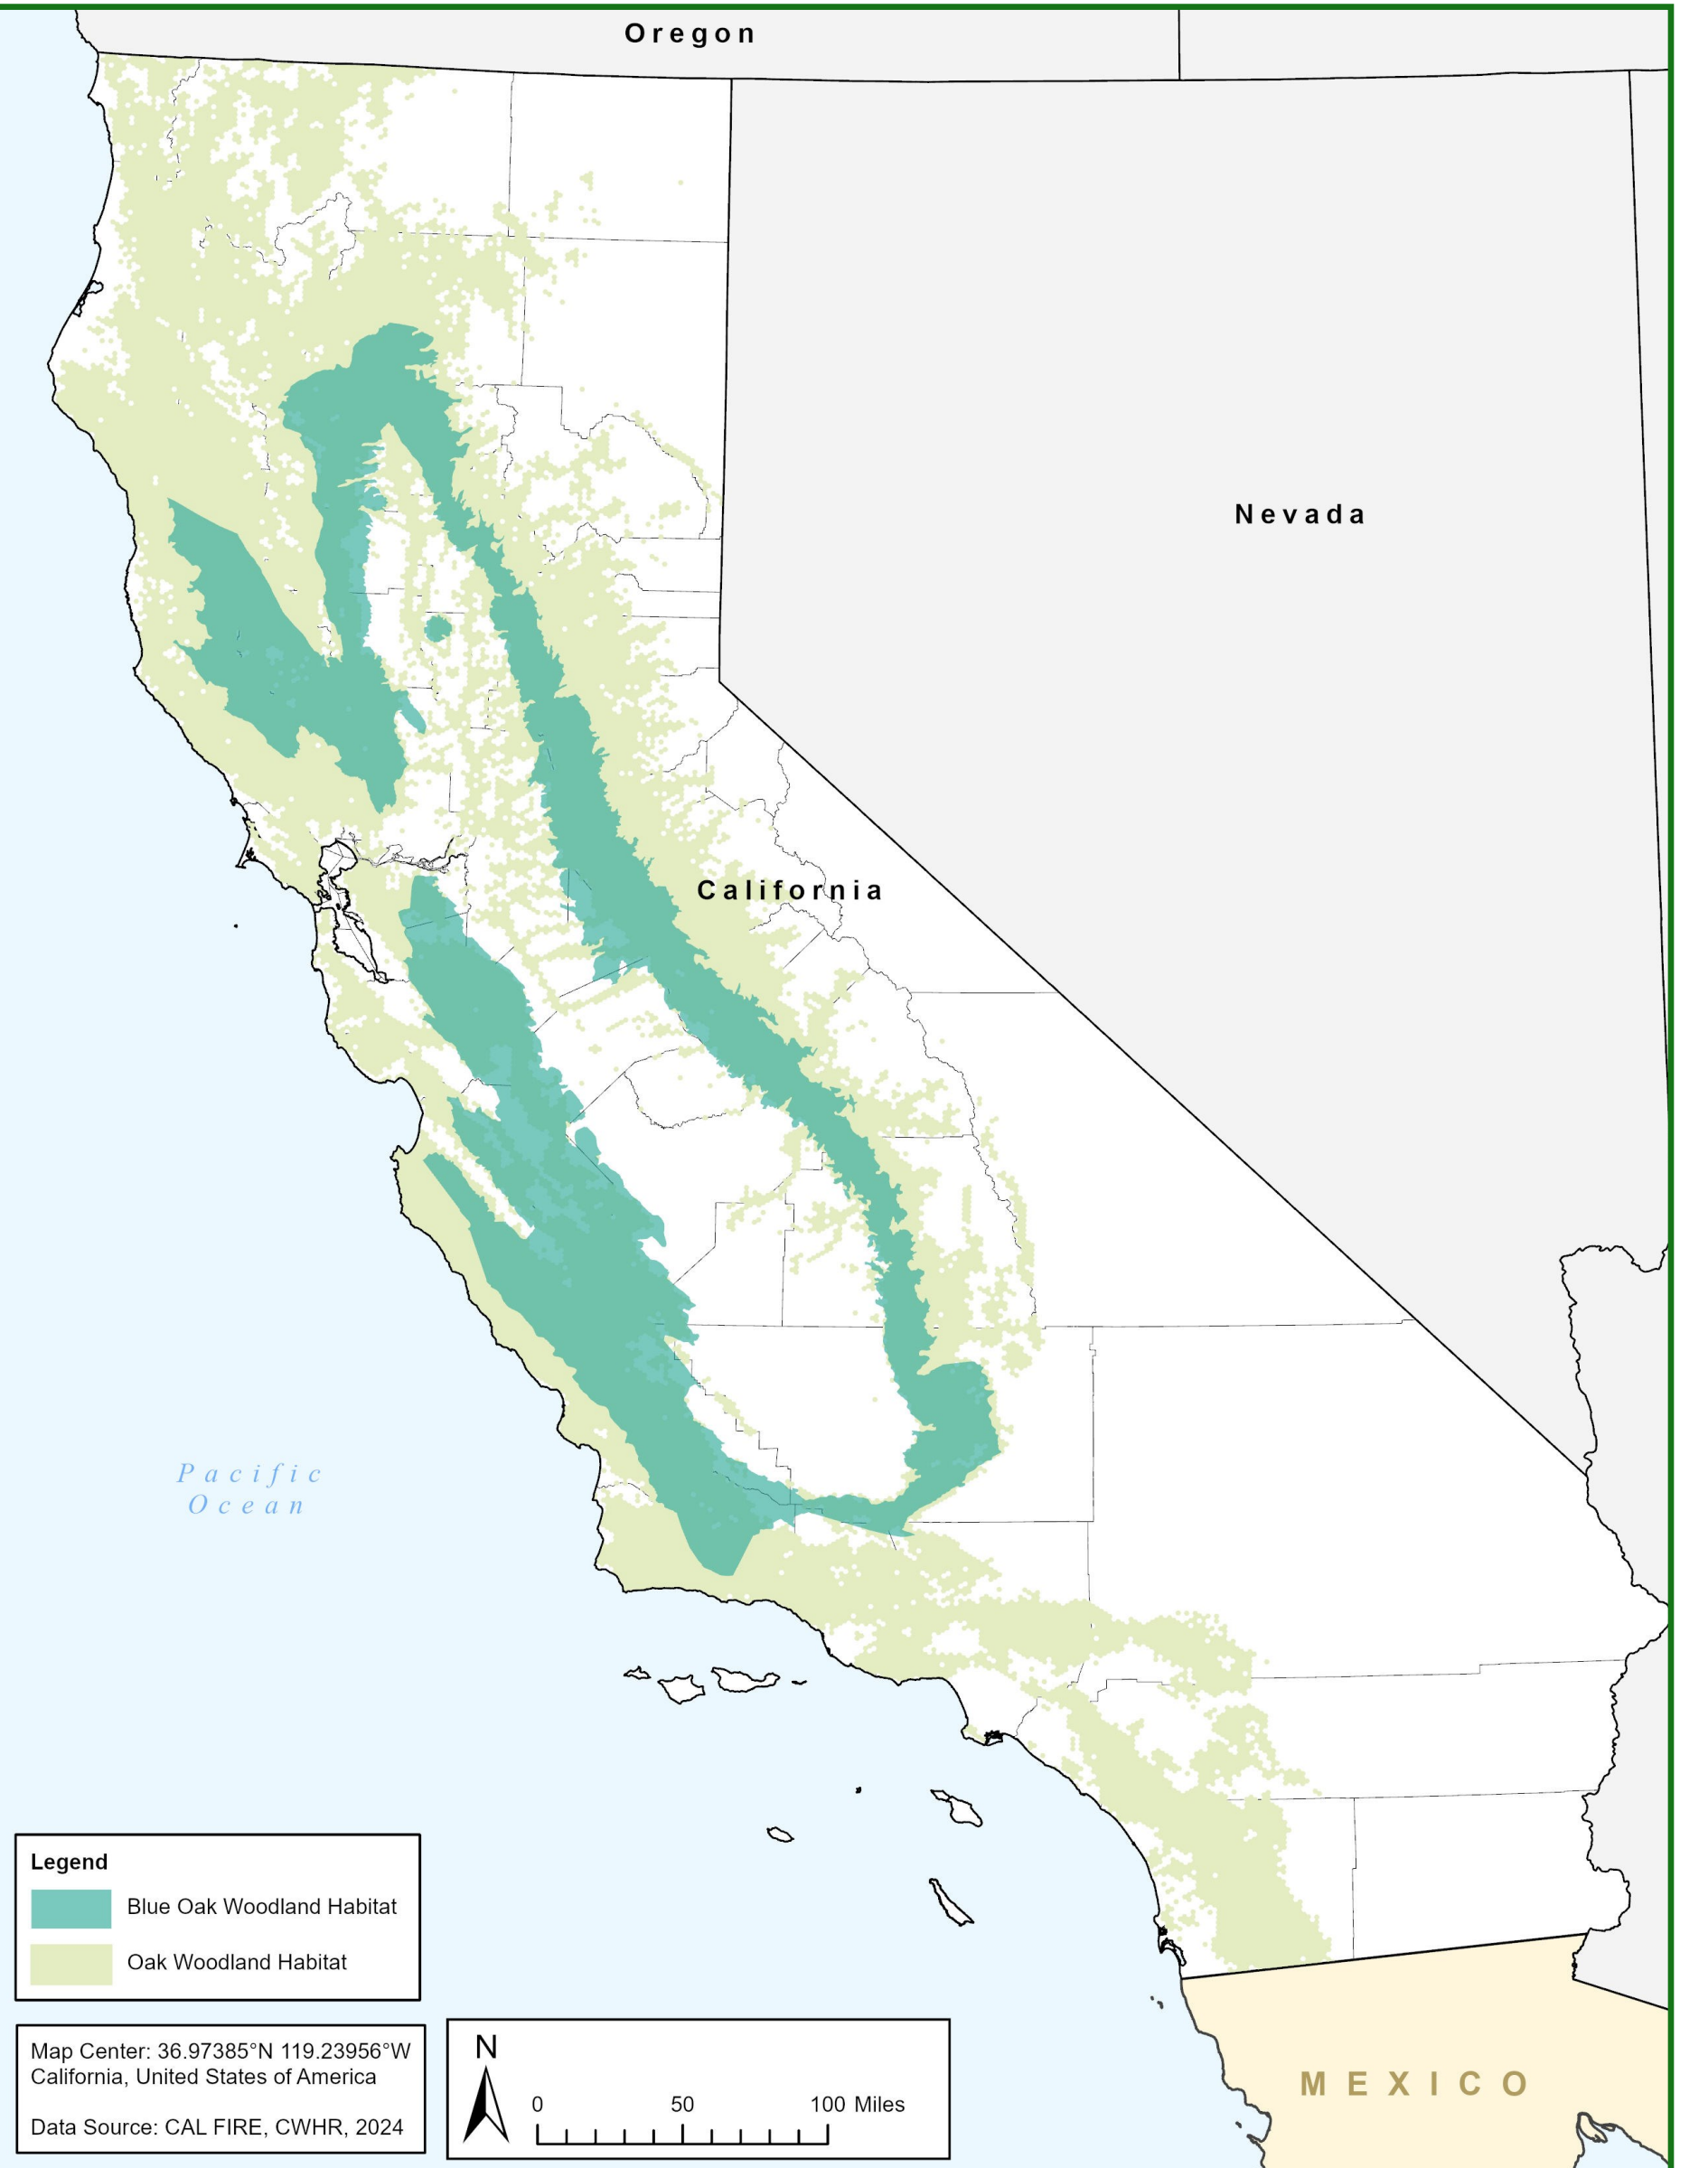 Oregon
Nevada
California
Pacific
Ocean
Legend
Blue Oak Woodland Habitat
Oak Woodland Habitat
Map Center: 36.97385°N 119.23956°W
California, United States of America
Data Source: CAL FIRE, CWHR, 2024
N
0 50 100 Miles
MEXICO